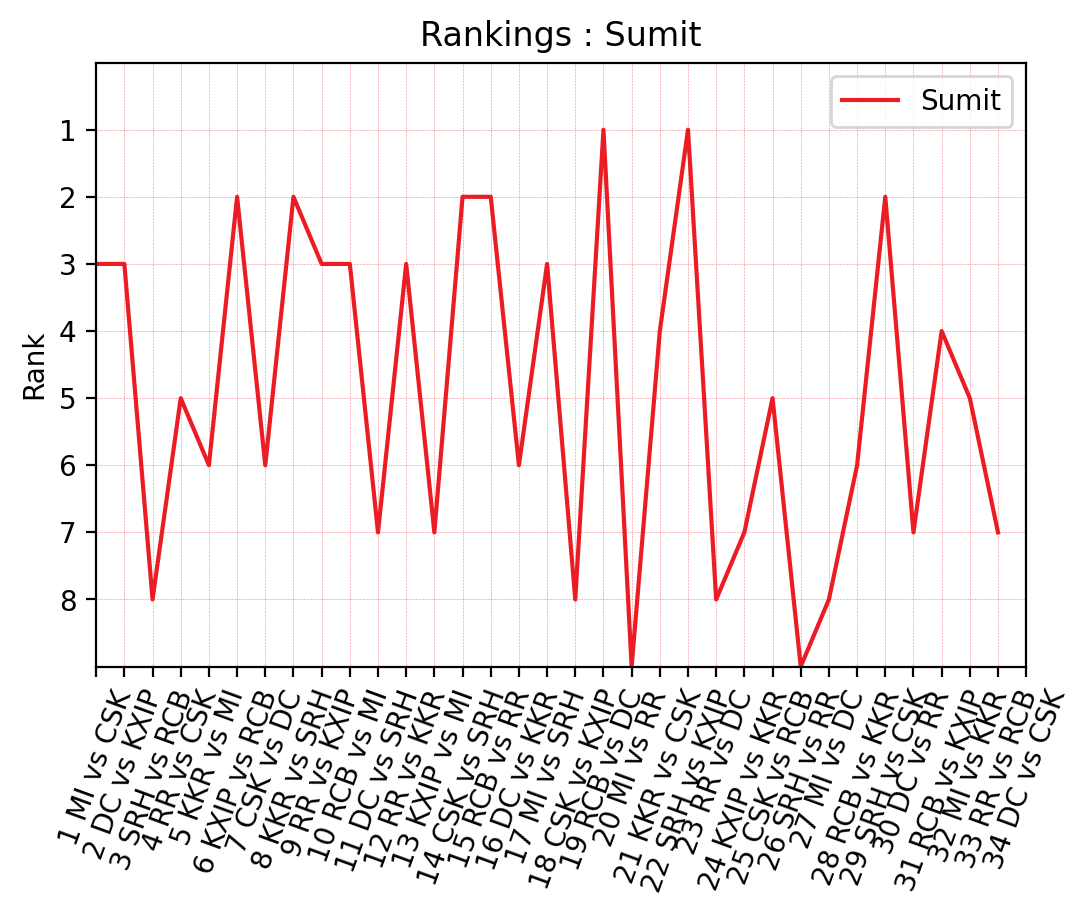 Rankings : Sumit
Sumit
Rank
1
2
3
4
5
6
7
8
1 MI vs CSK
2 DC vs KXIP
3 SRH vs RCB
4 RR vs CSK
5 KKR vs MI
6 KXIP vs RCB
7 CSK vs DC
8 KKR vs SRH
9 RR vs KXIP
10 RCB vs MI
11 DC vs SRH
12 RR vs KKR
13 KXIP vs MI
14 CSK vs SRH
15 RCB vs RR
16 DC vs KKR
17 MI vs SRH
18 CSK vs KXIP
19 RCB vs DC
20 MI vs RR
21 KKR vs CSK
22 SRH vs KXIP
23 RR vs DC
24 KXIP vs KKR
25 CSK vs RCB
26 SRH vs RR
27 MI vs DC
28 RCB vs KKR
29 SRH vs CSK
30 DC vs RR
31 RCB vs KXIP
32 MI vs KKR
33 RR vs RCB
34 DC vs CSK